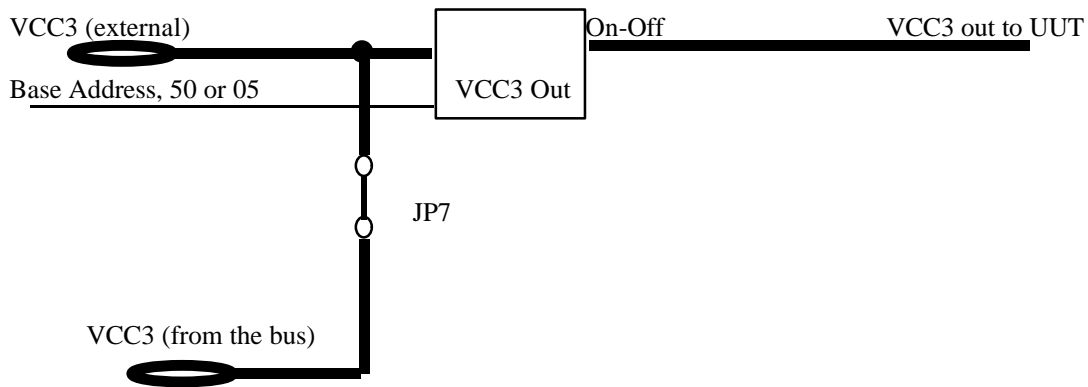 VCC3 (external)
On-Off
VCC3 out to UUT
Base Address, 50 or 05
VCC3 Out
JP7
VCC3 (from the bus)